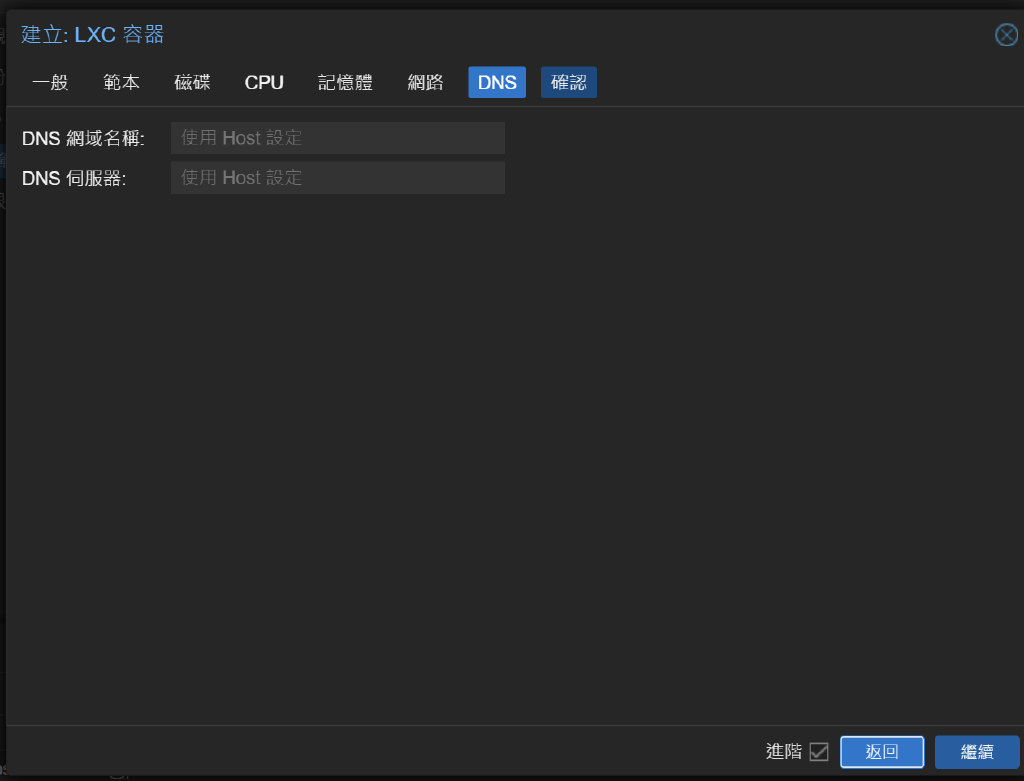 建立: LXC 容器
一般 範本 磁碟 CPU 記憶體 網路 DNS 確認
DNS 網域名稱: 使用 Host 設定
DNS 伺服器: 使用 Host 設定
進階 返回 繼續